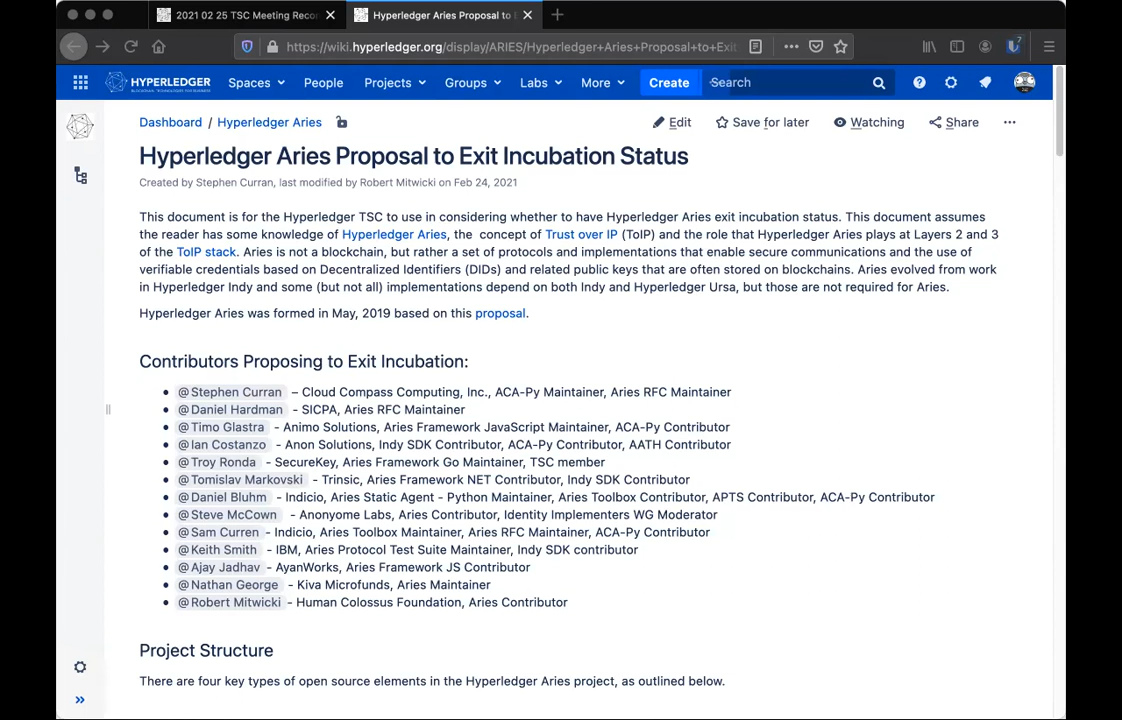 2021 02 25 TSC Meeting Reco
Hyperledger Aries Proposal to E
https://wiki.hyperledger.org/display/ARIES/Hyperledger+Aries+Proposal+to+Exit
7
HYPERLEDGER
BLOCKCHAIN TECHNOLOGIES FOR BUSINESS
Spaces
People
Projects
Groups
Labs
More
Create
Search
Dashboard / Hyperledger Aries
Edit
Save for later
Watching
Share
Hyperledger Aries Proposal to Exit Incubation Status
Created by Stephen Curran, last modified by Robert Mitwicki on Feb 24, 2021
This document is for the Hyperledger TSC to use in considering whether to have Hyperledger Aries exit incubation status. This document assumes
the reader has some knowledge of Hyperledger Aries, the concept of Trust over IP (ToIP) and the role that Hyperledger Aries plays at Layers 2 and 3
of the ToIP stack. Aries is not a blockchain, but rather a set of protocols and implementations that enable secure communications and the use of
verifiable credentials based on Decentralized Identifiers (DIDs) and related public keys that are often stored on blockchains. Aries evolved from work
in Hyperledger Indy and some (but not all) implementations depend on both Indy and Hyperledger Ursa, but those are not required for Aries.
Hyperledger Aries was formed in May, 2019 based on this proposal.
Contributors Proposing to Exit Incubation:
• @Stephen Curran – Cloud Compass Computing, Inc., ACA-Py Maintainer, Aries RFC Maintainer
• @Daniel Hardman - SICPA, Aries RFC Maintainer
• @Timo Glastra - Animo Solutions, Aries Framework JavaScript Maintainer, ACA-Py Contributor
• @Ian Costanzo - Anon Solutions, Indy SDK Contributor, ACA-Py Contributor, AATH Contributor
• @Troy Ronda - SecureKey, Aries Framework Go Maintainer, TSC member
• @Tomislav Markovski - Trinsic, Aries Framework NET Contributor, Indy SDK Contributor
• @Daniel Bluhm - Indicio, Aries Static Agent - Python Maintainer, Aries Toolbox Contributor, APTS Contributor, ACA-Py Contributor
• @Steve McCown - Anonyome Labs, Aries Contributor, Identity Implementers WG Moderator
• @Sam Curren - Indicio, Aries Toolbox Maintainer, Aries RFC Maintainer, ACA-Py Contributor
• @Keith Smith - IBM, Aries Protocol Test Suite Maintainer, Indy SDK contributor
• @Ajay Jadhav - AyanWorks, Aries Framework JS Contributor
• @Nathan George - Kiva Microfunds, Aries Maintainer
• @Robert Mitwicki - Human Colossus Foundation, Aries Contributor
Project Structure
There are four key types of open source elements in the Hyperledger Aries project, as outlined below.